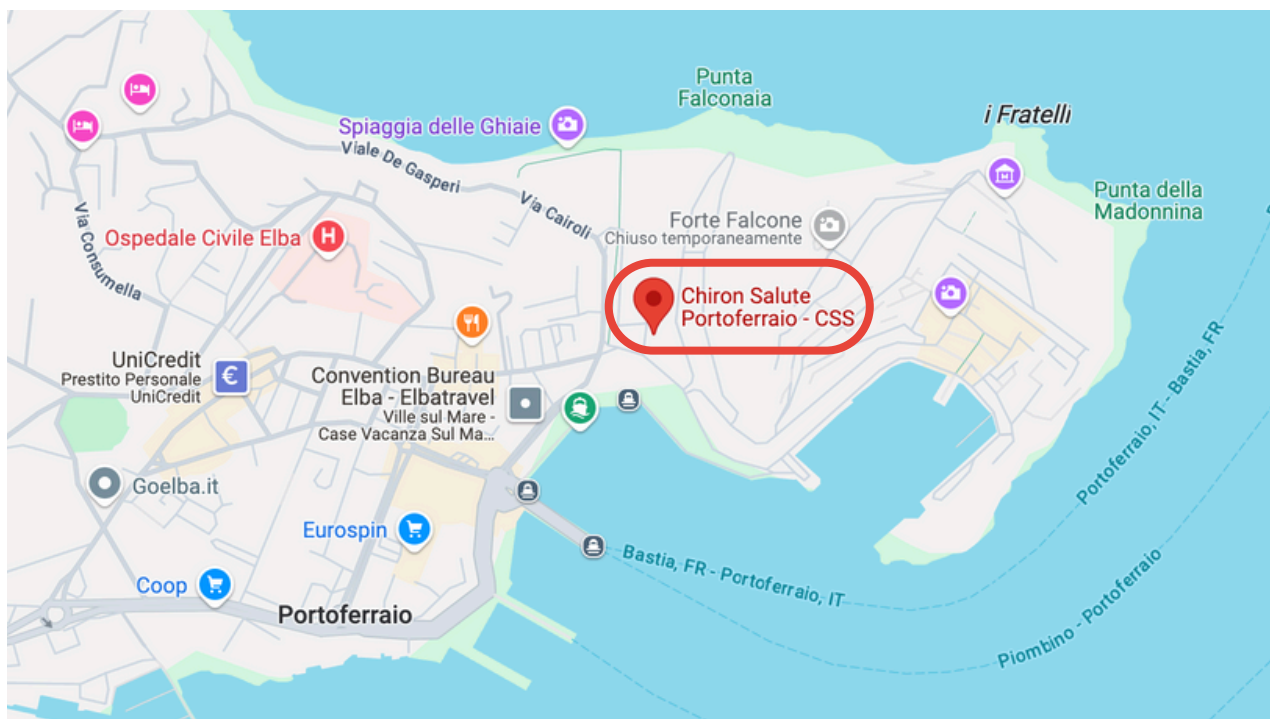 Punta
Falconaia
i Fratelli
Spiaggia delle Ghiaie
Viale De Gasperi
Punta della
Madonnina
Via Cairoli
Via Consumella
Forte Falcone
Chiuso temporaneamente
Ospedale Civile Elba
H
Chiron Salute
Portoferraio - CSS
UniCredit
Prestito Personale
UniCredit
€
Convention Bureau
Elba - Elbatravel
Ville sul Mare -
Case Vacanza Sul Ma...
Portoferraio, IT - Bastia, FR
Goelba.it
Eurospin
Bastia, FR - Portoferraio, IT
Coop
Portoferraio
Piombino - Portoferraio